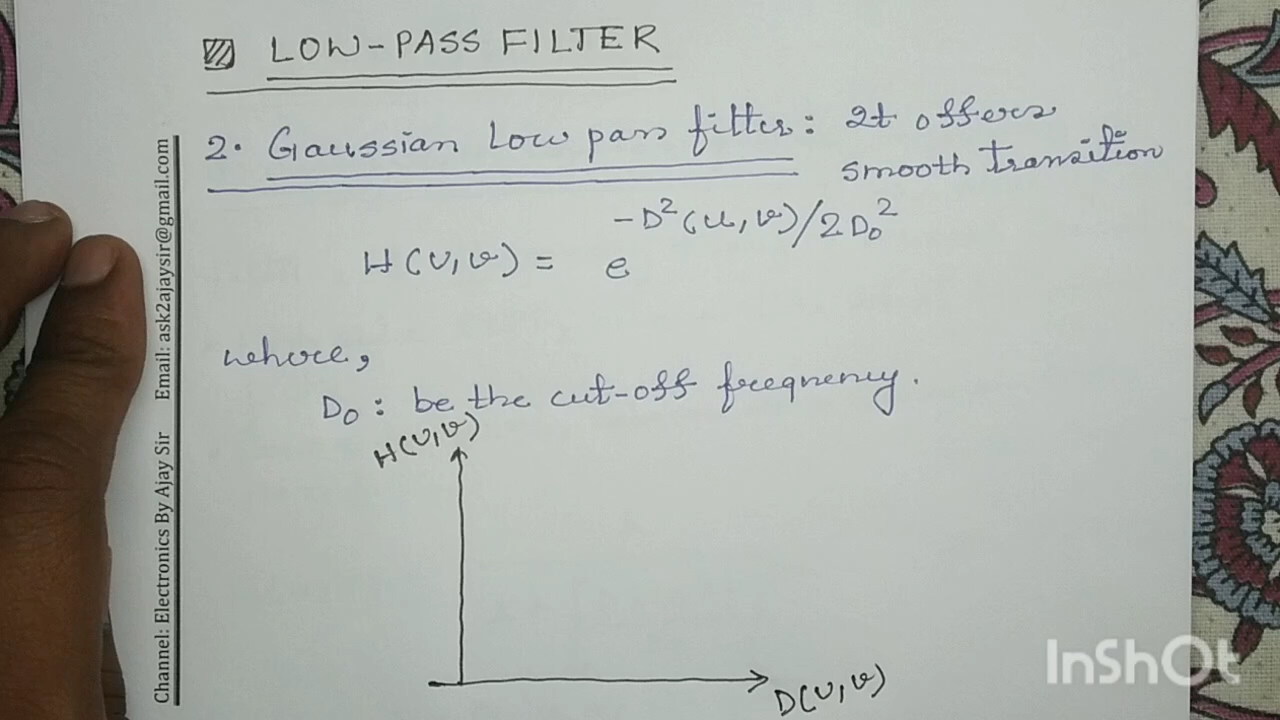 LOW-PASS FILTER
2. Gaussian Low pass filter: It offers
smooth transition
H(U,V) = e^{-D²(U,V)/2D₀²}
where,
D₀: be the cut-off frequency.
H(U,V)
D(U,V)
Channel: Electronics By Ajay Sir Email: ask2ajaysir@gmail.com
InShOt